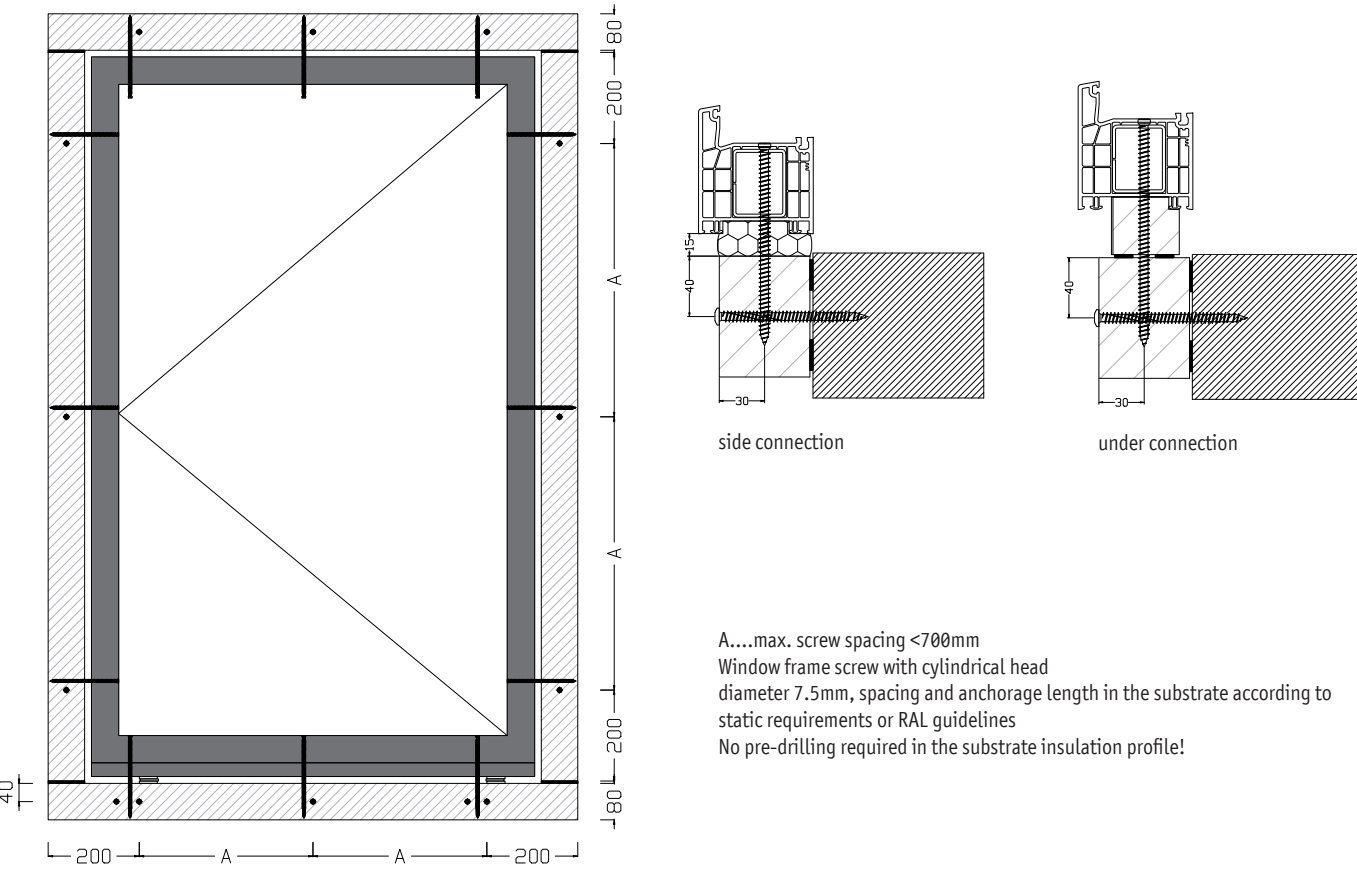 80
200
A
A
200
80
40
200
A
A
200
15
40
30
side connection
40
30
under connection
A....max. screw spacing <700mm
Window frame screw with cylindrical head
diameter 7.5mm, spacing and anchorage length in the substrate according to
static requirements or RAL guidelines
No pre-drilling required in the substrate insulation profile!